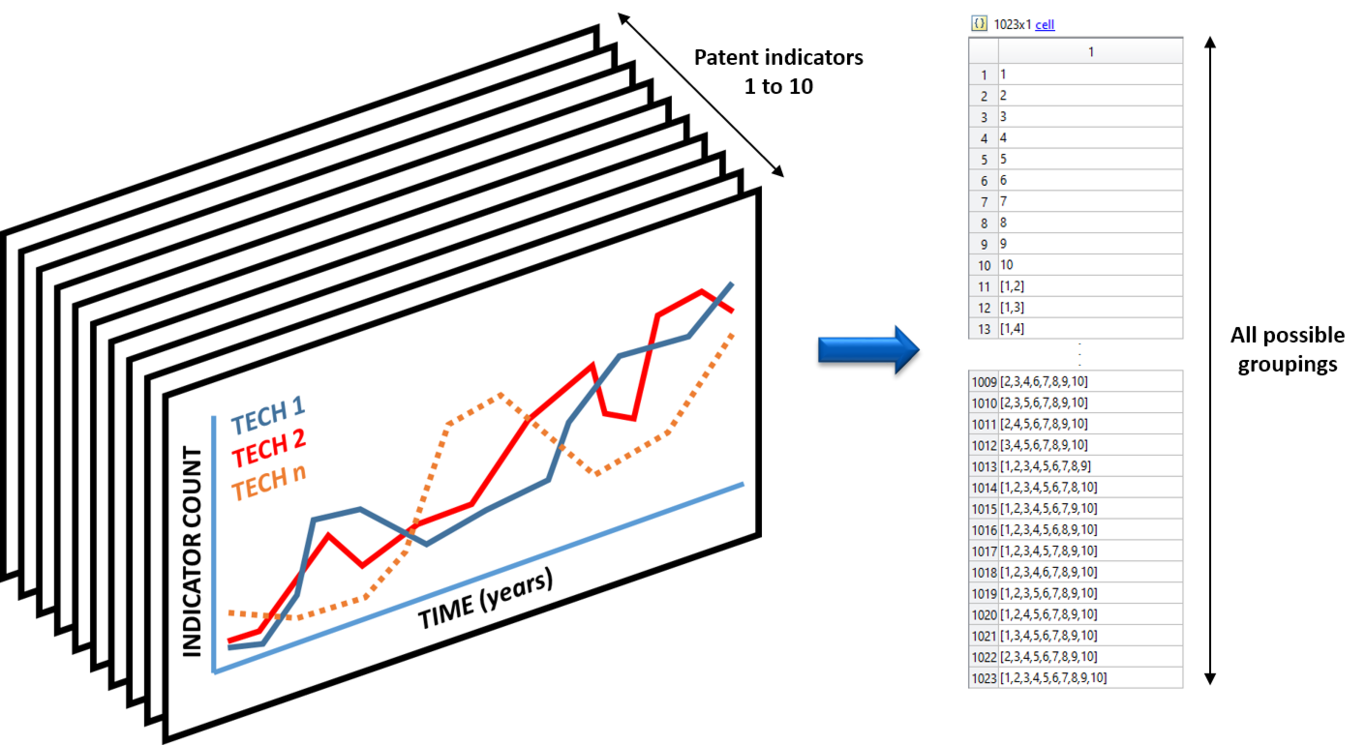 Patent indicators
1 to 10
TECH 1
TECH 2
TECH n
INDICATOR COUNT
TIME (years)
{} 1023x1 cell
1
1 1
2 2
3 3
4 4
5 5
6 6
7 7
8 8
9 9
10 10
11 [1,2]
12 [1,3]
13 [1,4]
1009 [2,3,4,6,7,8,9,10]
1010 [2,3,5,6,7,8,9,10]
1011 [2,4,5,6,7,8,9,10]
1012 [3,4,5,6,7,8,9,10]
1013 [1,2,3,4,5,6,7,8,9]
1014 [1,2,3,4,5,6,7,8,10]
1015 [1,2,3,4,5,6,7,9,10]
1016 [1,2,3,4,5,6,8,9,10]
1017 [1,2,3,4,5,7,8,9,10]
1018 [1,2,3,4,6,7,8,9,10]
1019 [1,2,3,5,6,7,8,9,10]
1020 [1,2,4,5,6,7,8,9,10]
1021 [1,3,4,5,6,7,8,9,10]
1022 [2,3,4,5,6,7,8,9,10]
1023 [1,2,3,4,5,6,7,8,9,10]
All possible
groupings